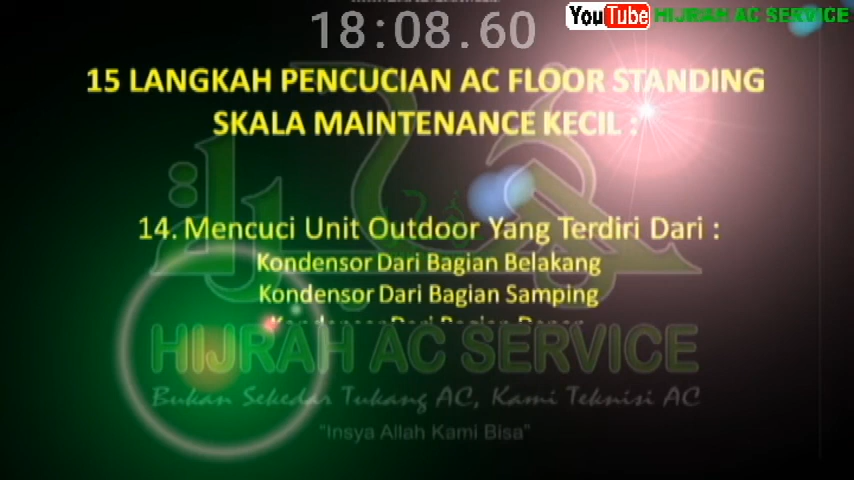 18:08.60
YouTube HIJRAH AC SERVICE
15 LANGKAH PENCUCIAN AC FLOOR STANDING
SKALA MAINTENANCE KECIL :
14. Mencuci Unit Outdoor Yang Terdiri Dari :
Kondensor Dari Bagian Belakang
Kondensor Dari Bagian Samping
HIJRAH AC SERVICE
Bukan Sekedar Tukang AC, Kami Teknisi AC
"Insya Allah Kami Bisa"